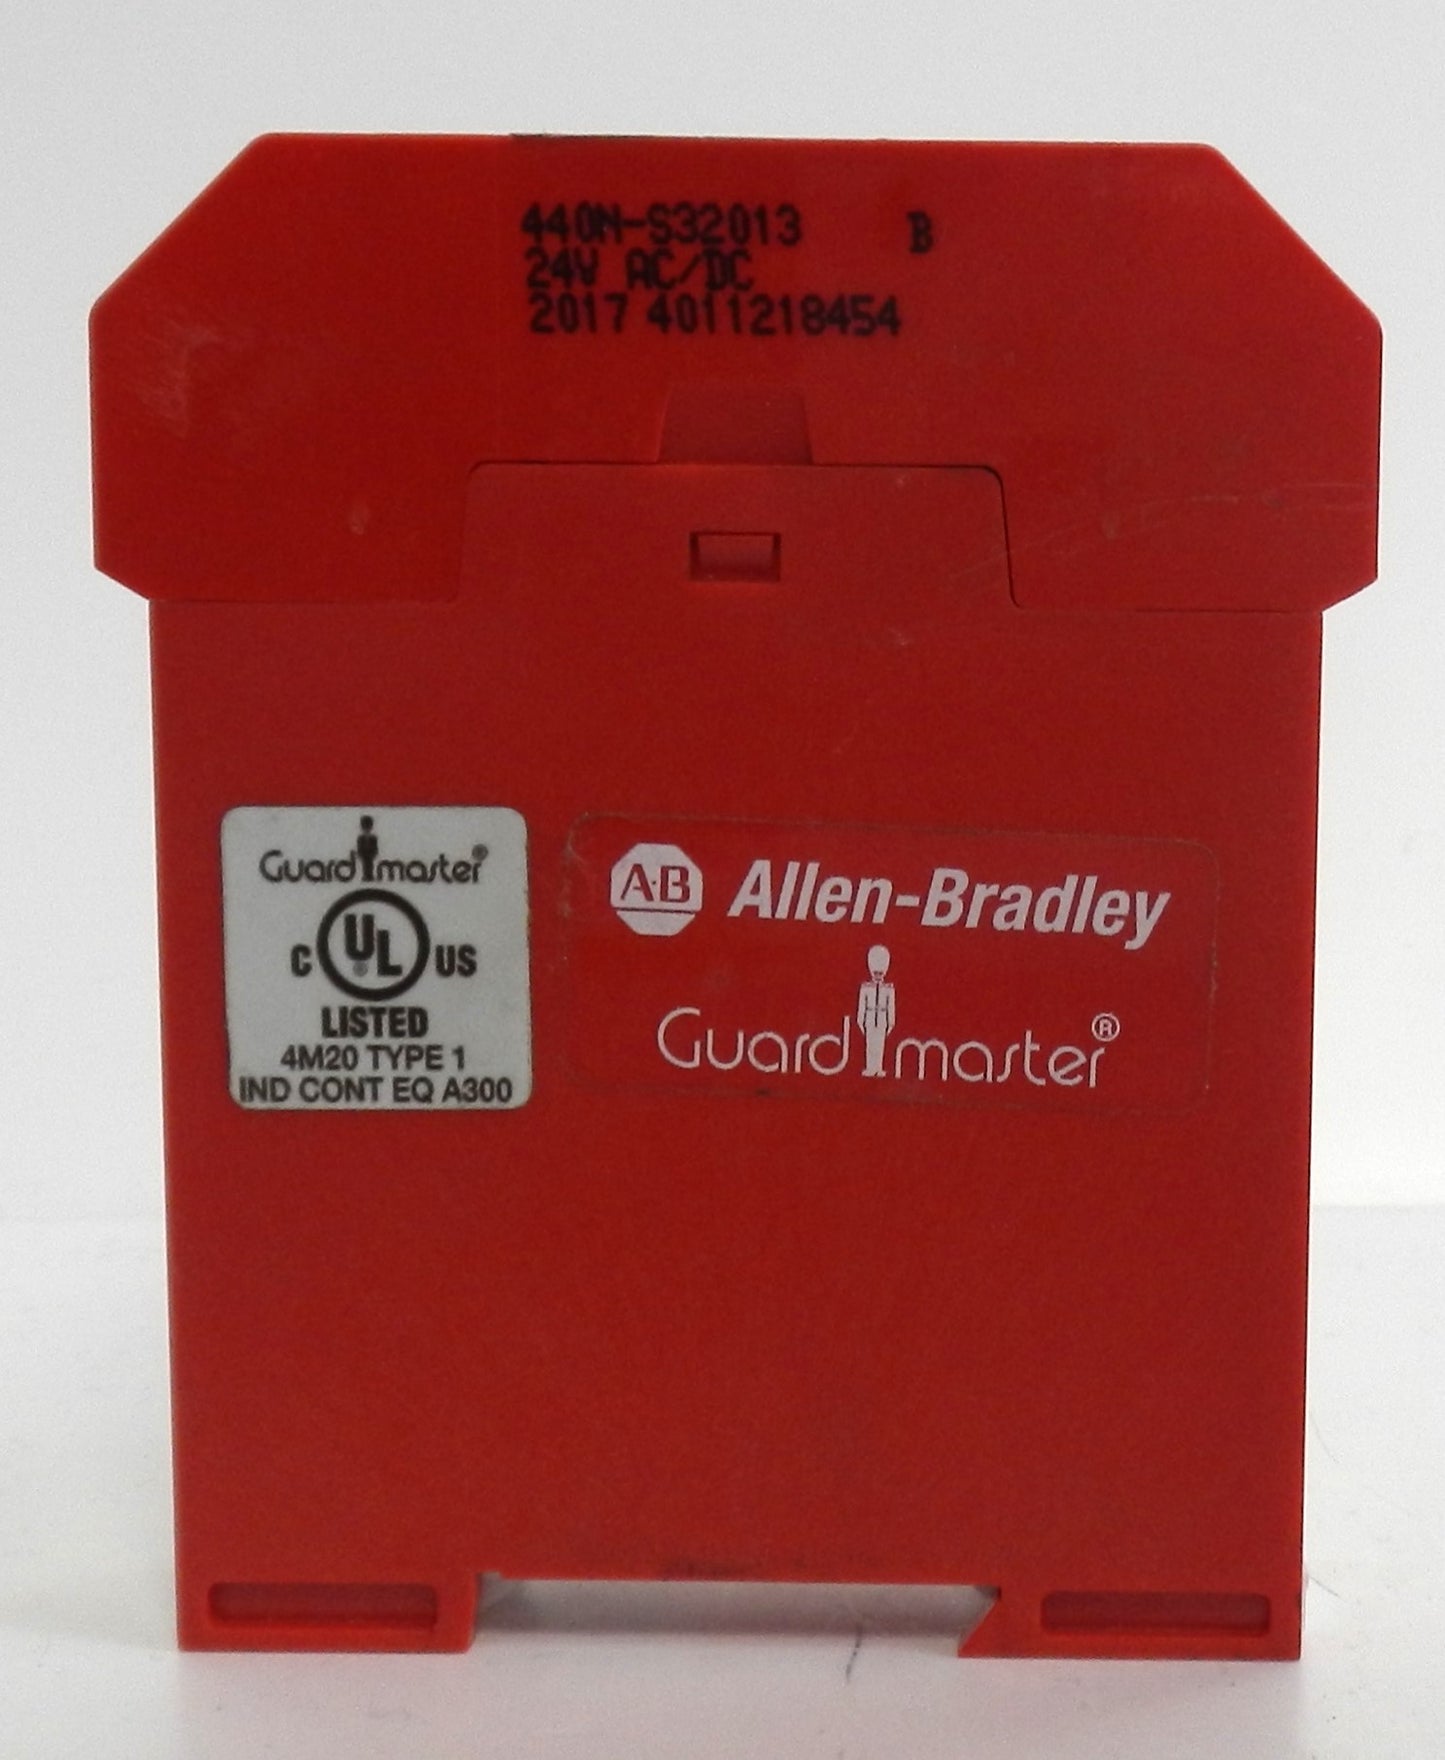 440N-S32013 B
24V AC/DC
2017 4011218454
Guardmaster®
C UL® US
LISTED
4M20 TYPE 1
IND CONT EQ A300
A·B Allen-Bradley
Guardmaster®